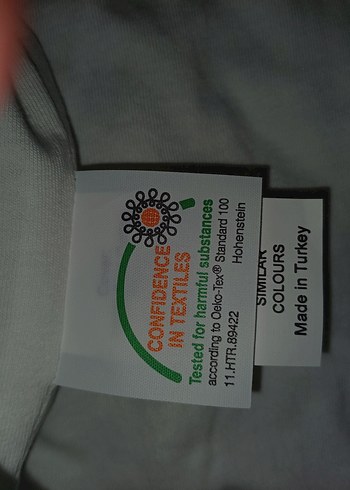 CONFIDENCE
IN TEXTILES
Tested for harmful substances
according to Oeko-Tex® Standard 100
11.HTR.89422 Hohenstein
SIMILAR
COLOURS
Made in Turkey